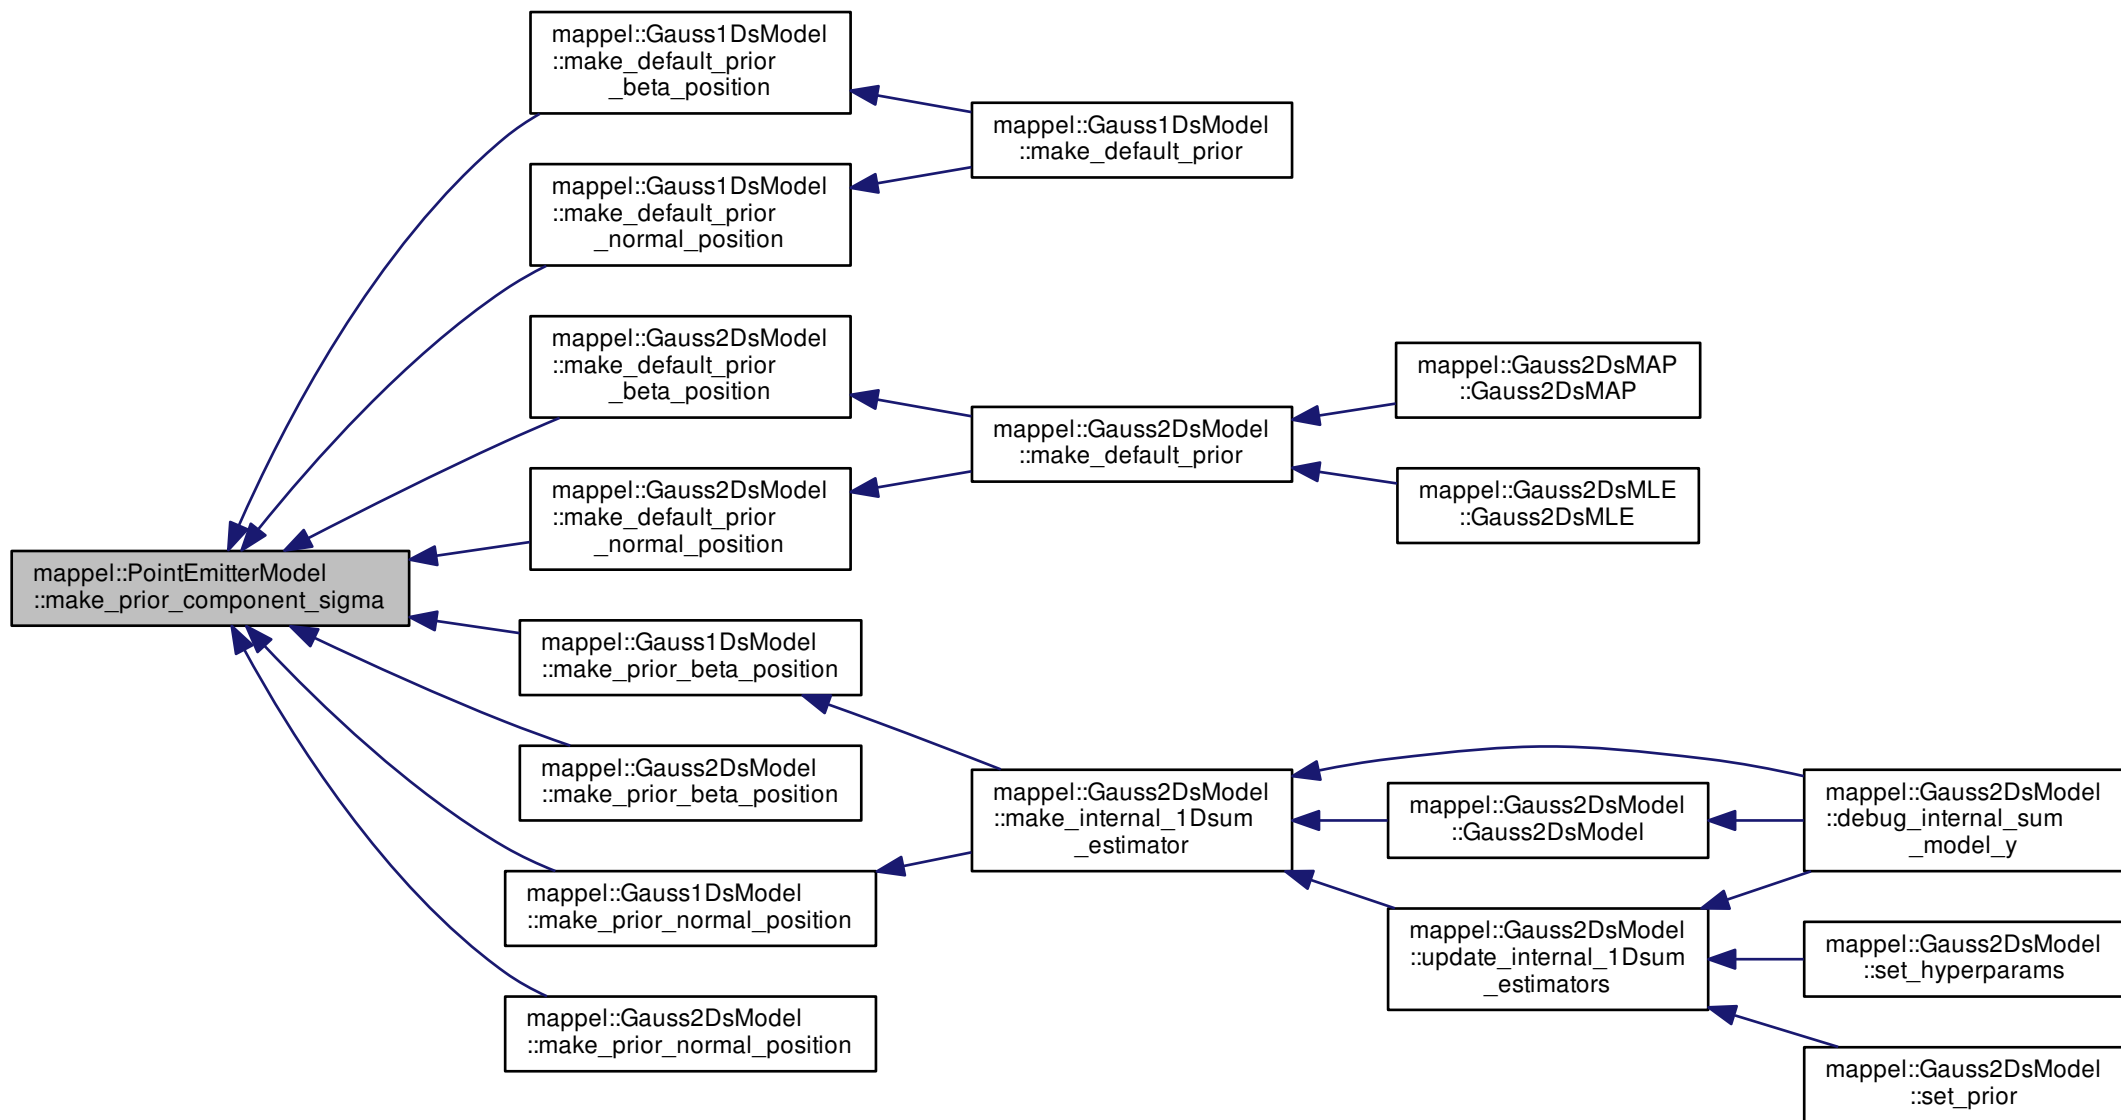 mappel::Gauss1DsModel
::make_default_prior
_beta_position
mappel::Gauss1DsModel
::make_default_prior
mappel::Gauss1DsModel
::make_default_prior
_normal_position
mappel::Gauss2DsModel
::make_default_prior
_beta_position
mappel::Gauss2DsMAP
::Gauss2DsMAP
mappel::Gauss2DsModel
::make_default_prior
mappel::Gauss2DsModel
::make_default_prior
_normal_position
mappel::Gauss2DsMLE
::Gauss2DsMLE
mappel::PointEmitterModel
::make_prior_component_sigma
mappel::Gauss1DsModel
::make_prior_beta_position
mappel::Gauss2DsModel
::make_prior_beta_position
mappel::Gauss2DsModel
::make_internal_1Dsum
_estimator
mappel::Gauss2DsModel
::Gauss2DsModel
mappel::Gauss2DsModel
::debug_internal_sum
_model_y
mappel::Gauss1DsModel
::make_prior_normal_position
mappel::Gauss2DsModel
::update_internal_1Dsum
_estimators
mappel::Gauss2DsModel
::set_hyperparams
mappel::Gauss2DsModel
::make_prior_normal_position
mappel::Gauss2DsModel
::set_prior